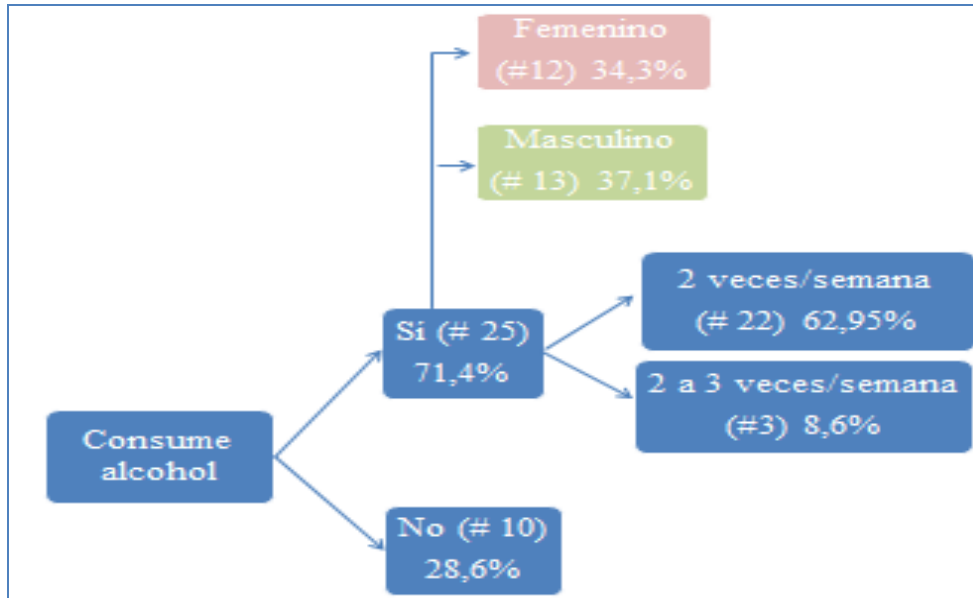 Femenino
(#12) 34,3%
Masculino
(# 13) 37,1%
2 veces/semana
(# 22) 62,95%
Sí (# 25)
71,4%
2 a 3 veces/semana
(#3) 8,6%
Consume
alcohol
No (# 10)
28,6%